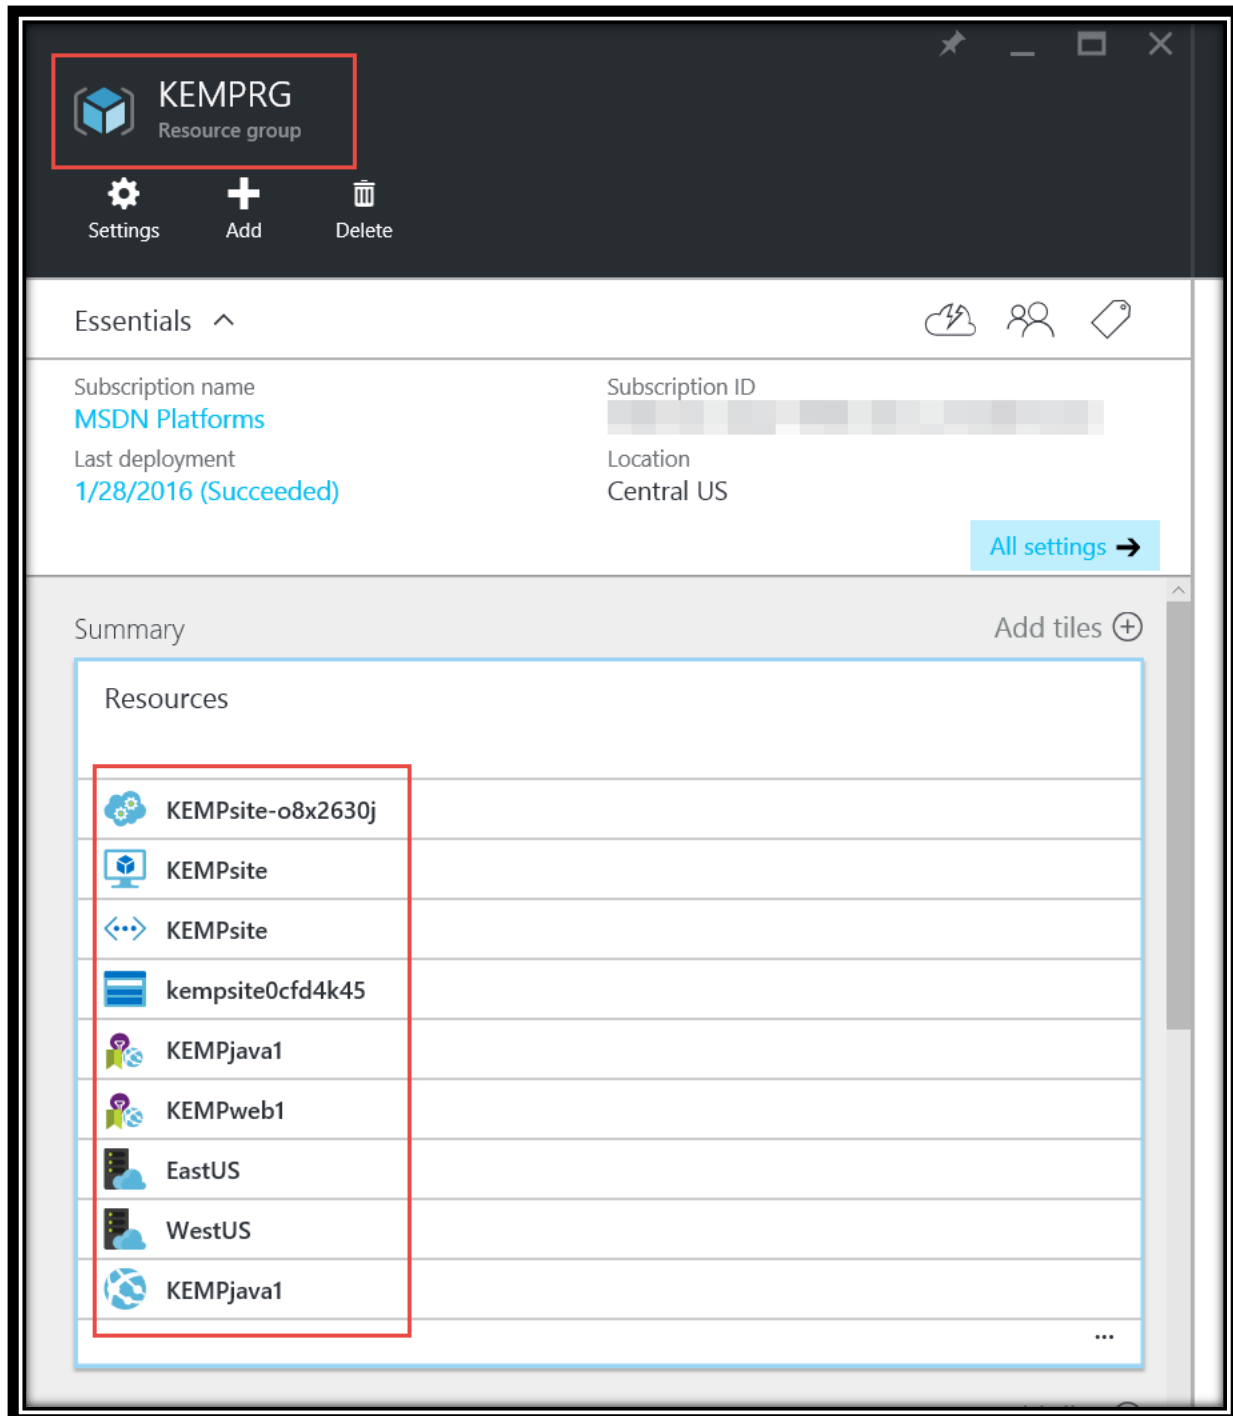 KEMPRG
Resource group
Settings Add Delete
Essentials
Subscription name Subscription ID
MSDN Platforms
Last deployment Location
1/28/2016 (Succeeded) Central US
All settings
Summary Add tiles
Resources
KEMPsite-o8x2630j
KEMPsite
KEMPsite
kempsite0cfd4k45
KEMPjava1
KEMPweb1
EastUS
WestUS
KEMPjava1
...